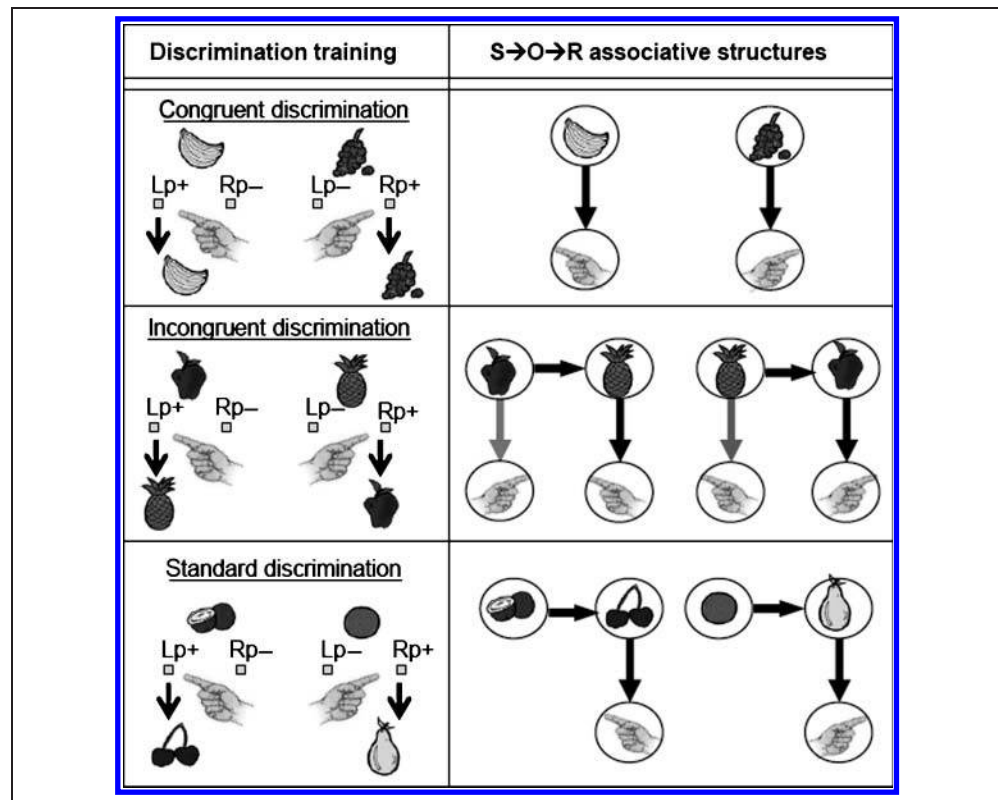 Discrimination training
S→O→R associative structures
Congruent discrimination
Lp+ Rp– Lp– Rp+
Incongruent discrimination
Lp+ Rp– Lp– Rp+
Standard discrimination
Lp+ Rp– Lp– Rp+